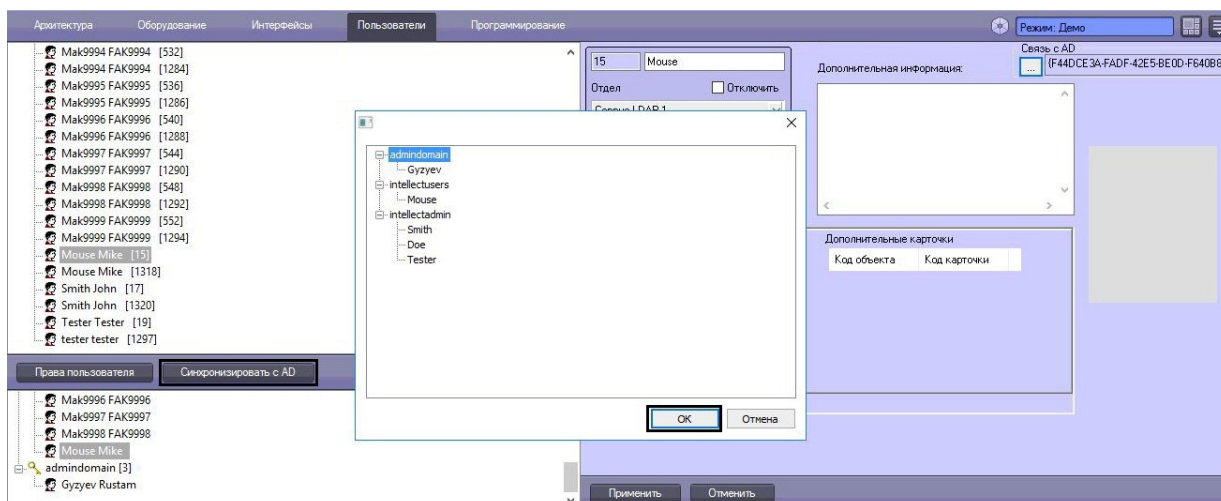 Архитектура Оборудование Интерфейсы Пользователи Программирование Режим: Демо
Mak9994 FAK9994 [532]
Mak9994 FAK9994 [1284]
Mak9995 FAK9995 [536]
Mak9995 FAK9995 [1286]
Mak9996 FAK9996 [540]
Mak9996 FAK9996 [1288]
Mak9997 FAK9997 [544]
Mak9997 FAK9997 [1290]
Mak9998 FAK9998 [548]
Mak9998 FAK9998 [1292]
Mak9999 FAK9999 [552]
Mak9999 FAK9999 [1294]
Mouse Mike [15]
Mouse Mike [1318]
Smith John [17]
Smith John [1320]
Tester Tester [19]
tester tester [1297]
Права пользователя Синхронизировать с AD
Mak9996 FAK9996
Mak9997 FAK9997
Mak9998 FAK9998
Mouse Mike
admindomain [3]
Gyzyev Rustam
15 Mouse
Отдел Отключить
admindomain
Gyzyev
intellectusers
Mouse
intellectadmin
Smith
Doe
Tester
OK Отмена
Связь с AD
Дополнительная информация: ... {F44DCE3A-FADF-42E5-BE0D-F640B8
Дополнительные карточки
Код объекта Код карточки
Применить Отменить